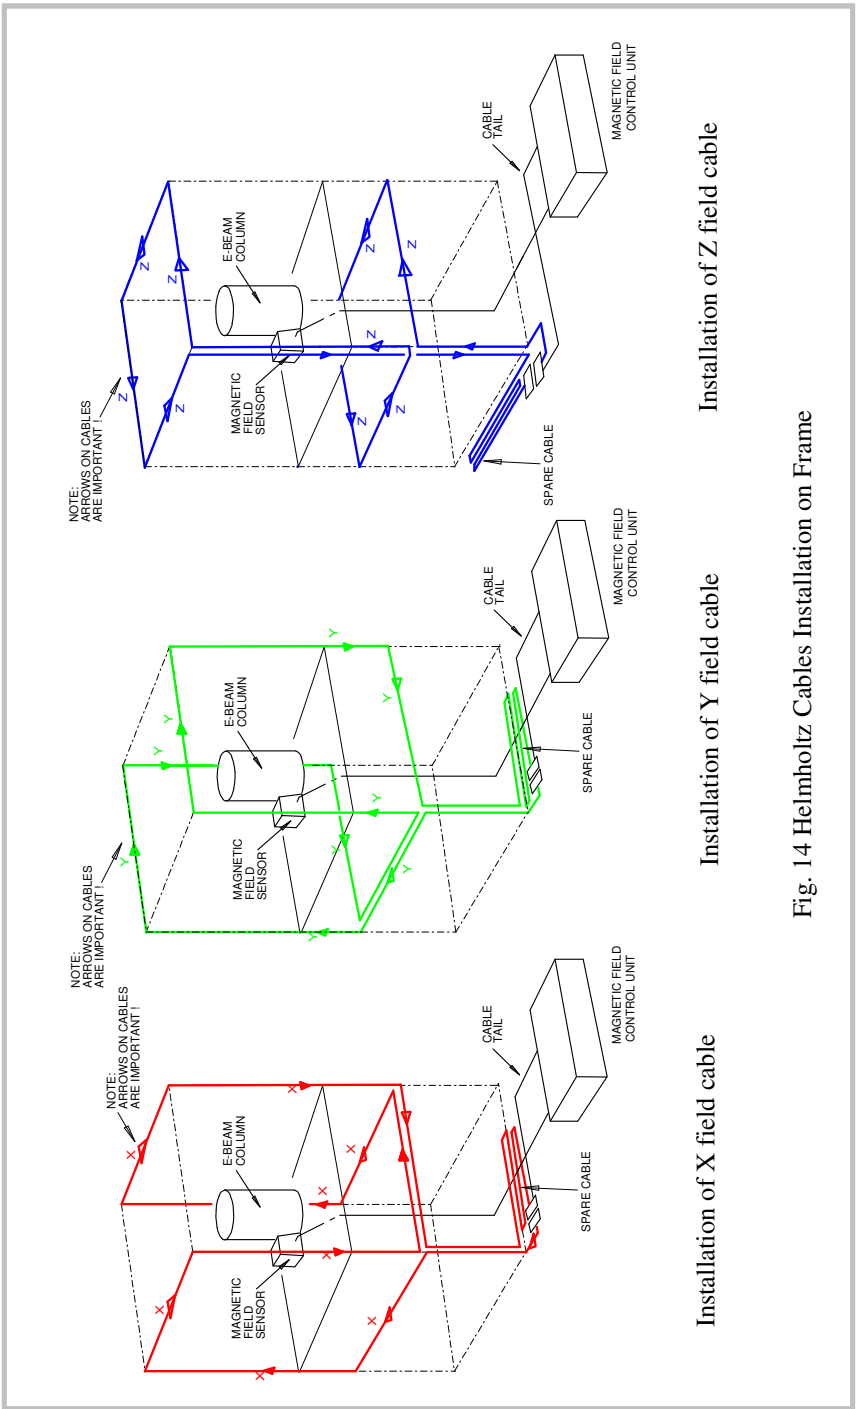 NOTE:
ARROWS ON CABLES
ARE IMPORTANT !
X
X
X
X
X
X
X
E-BEAM
COLUMN
MAGNETIC
FIELD
SENSOR
CABLE
TAIL
SPARE CABLE
MAGNETIC FIELD
CONTROL UNIT
Installation of X field cable
NOTE:
ARROWS ON CABLES
ARE IMPORTANT !
Y
Y
Y
Y
Y
Y
Y
Y
Y
E-BEAM
COLUMN
MAGNETIC
FIELD
SENSOR
CABLE
TAIL
SPARE CABLE
MAGNETIC FIELD
CONTROL UNIT
Installation of Y field cable
NOTE:
ARROWS ON CABLES
ARE IMPORTANT !
Z
Z
Z
Z
Z
Z
Z
Z
E-BEAM
COLUMN
MAGNETIC
FIELD
SENSOR
CABLE
TAIL
SPARE CABLE
MAGNETIC FIELD
CONTROL UNIT
Installation of Z field cable
Fig. 14 Helmholtz Cables Installation on Frame